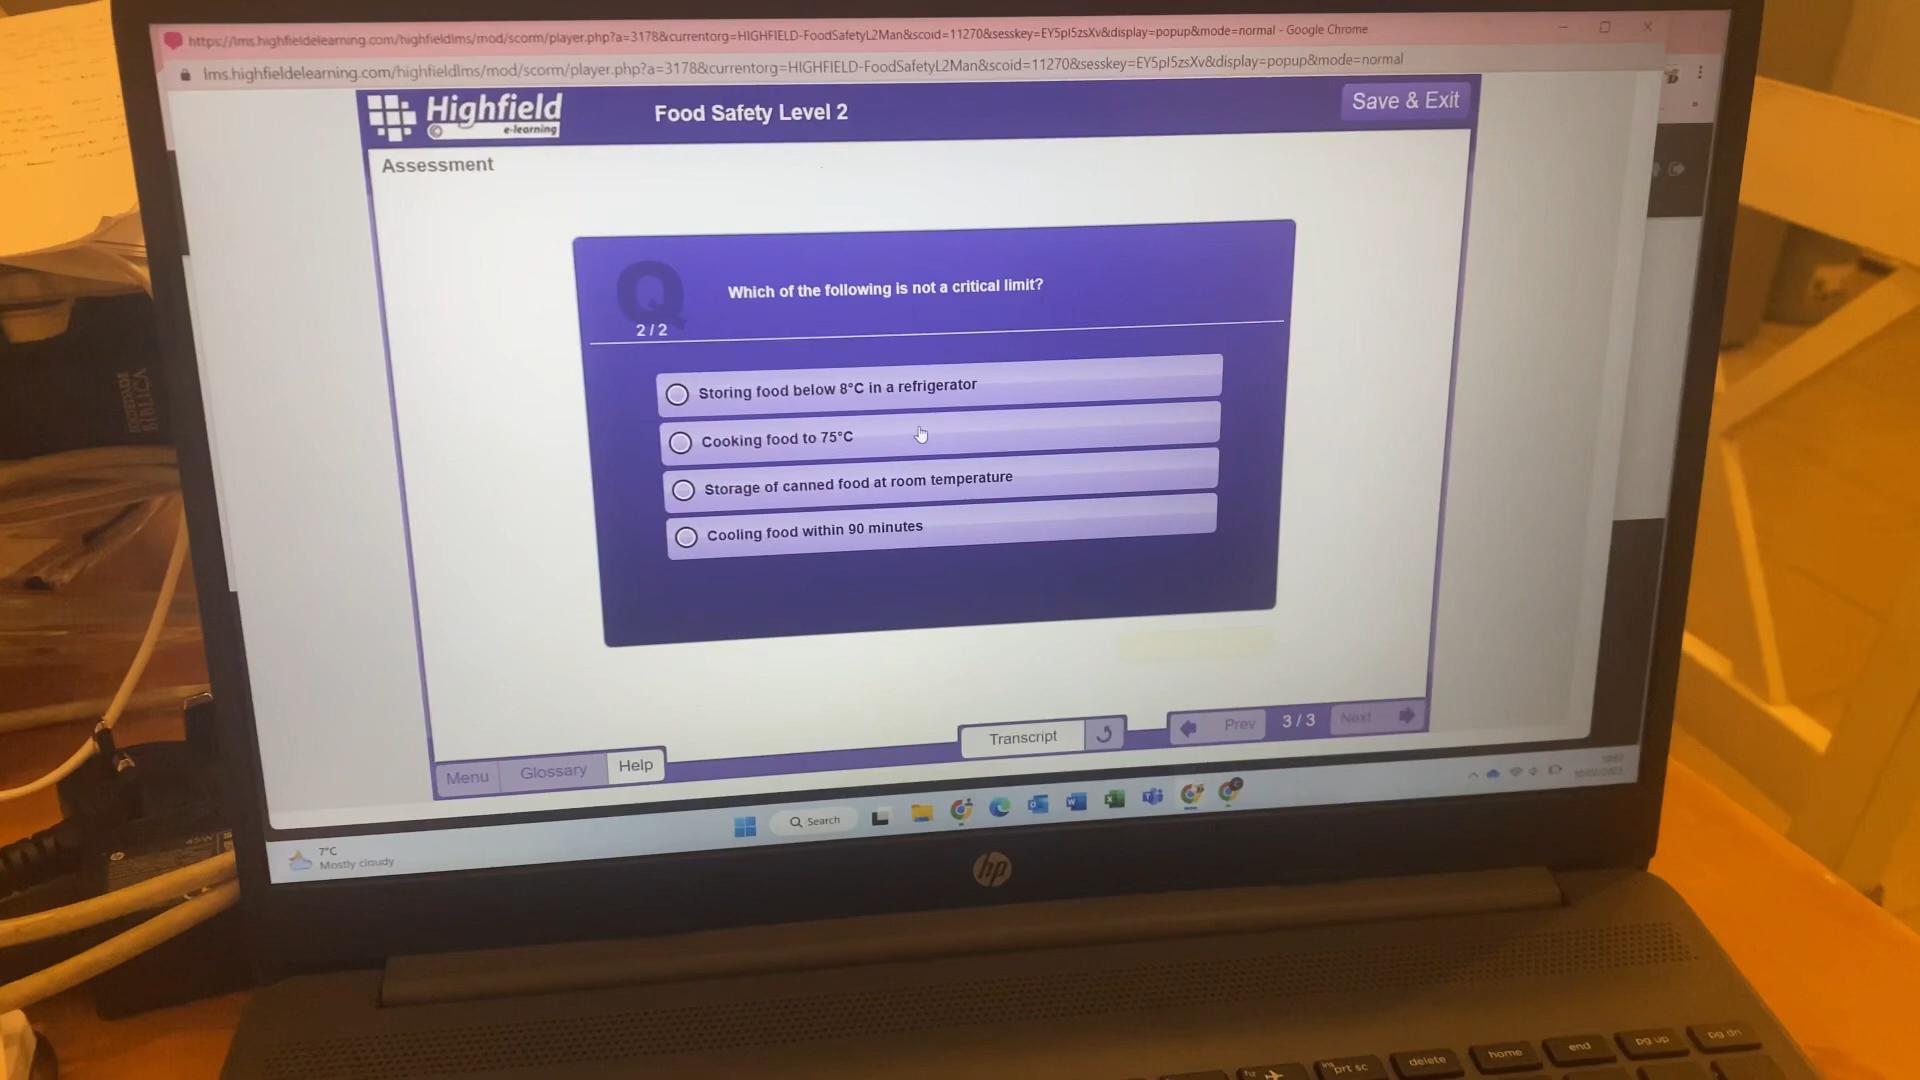 https://lms.highfieldelearning.com/highfieldlms/mod/scorm/player.php?a=3178&currentorg=HIGHFIELD-FoodSafetyL2Man&scoid=11270&sesskey=EY5pI5zsXv&display=popup&mode=normal - Google Chrome
lms.highfieldelearning.com/highfieldlms/mod/scorm/player.php?a=3178&currentorg=HIGHFIELD-FoodSafetyL2Man&scoid=11270&sesskey=EY5pI5zsXv&display=popup&mode=normal
Highfield
e-learning
Food Safety Level 2
Save & Exit
Assessment
Q
2 / 2
Which of the following is not a critical limit?
Storing food below 8°C in a refrigerator
Cooking food to 75°C
Storage of canned food at room temperature
Cooling food within 90 minutes
Menu
Glossary
Help
Transcript
Prev
3 / 3
Next
7°C
Mostly cloudy
Search
hp
SOCIEDADE
BÍBLICA
45W
prt sc
delete
home
end
pg up
pg dn